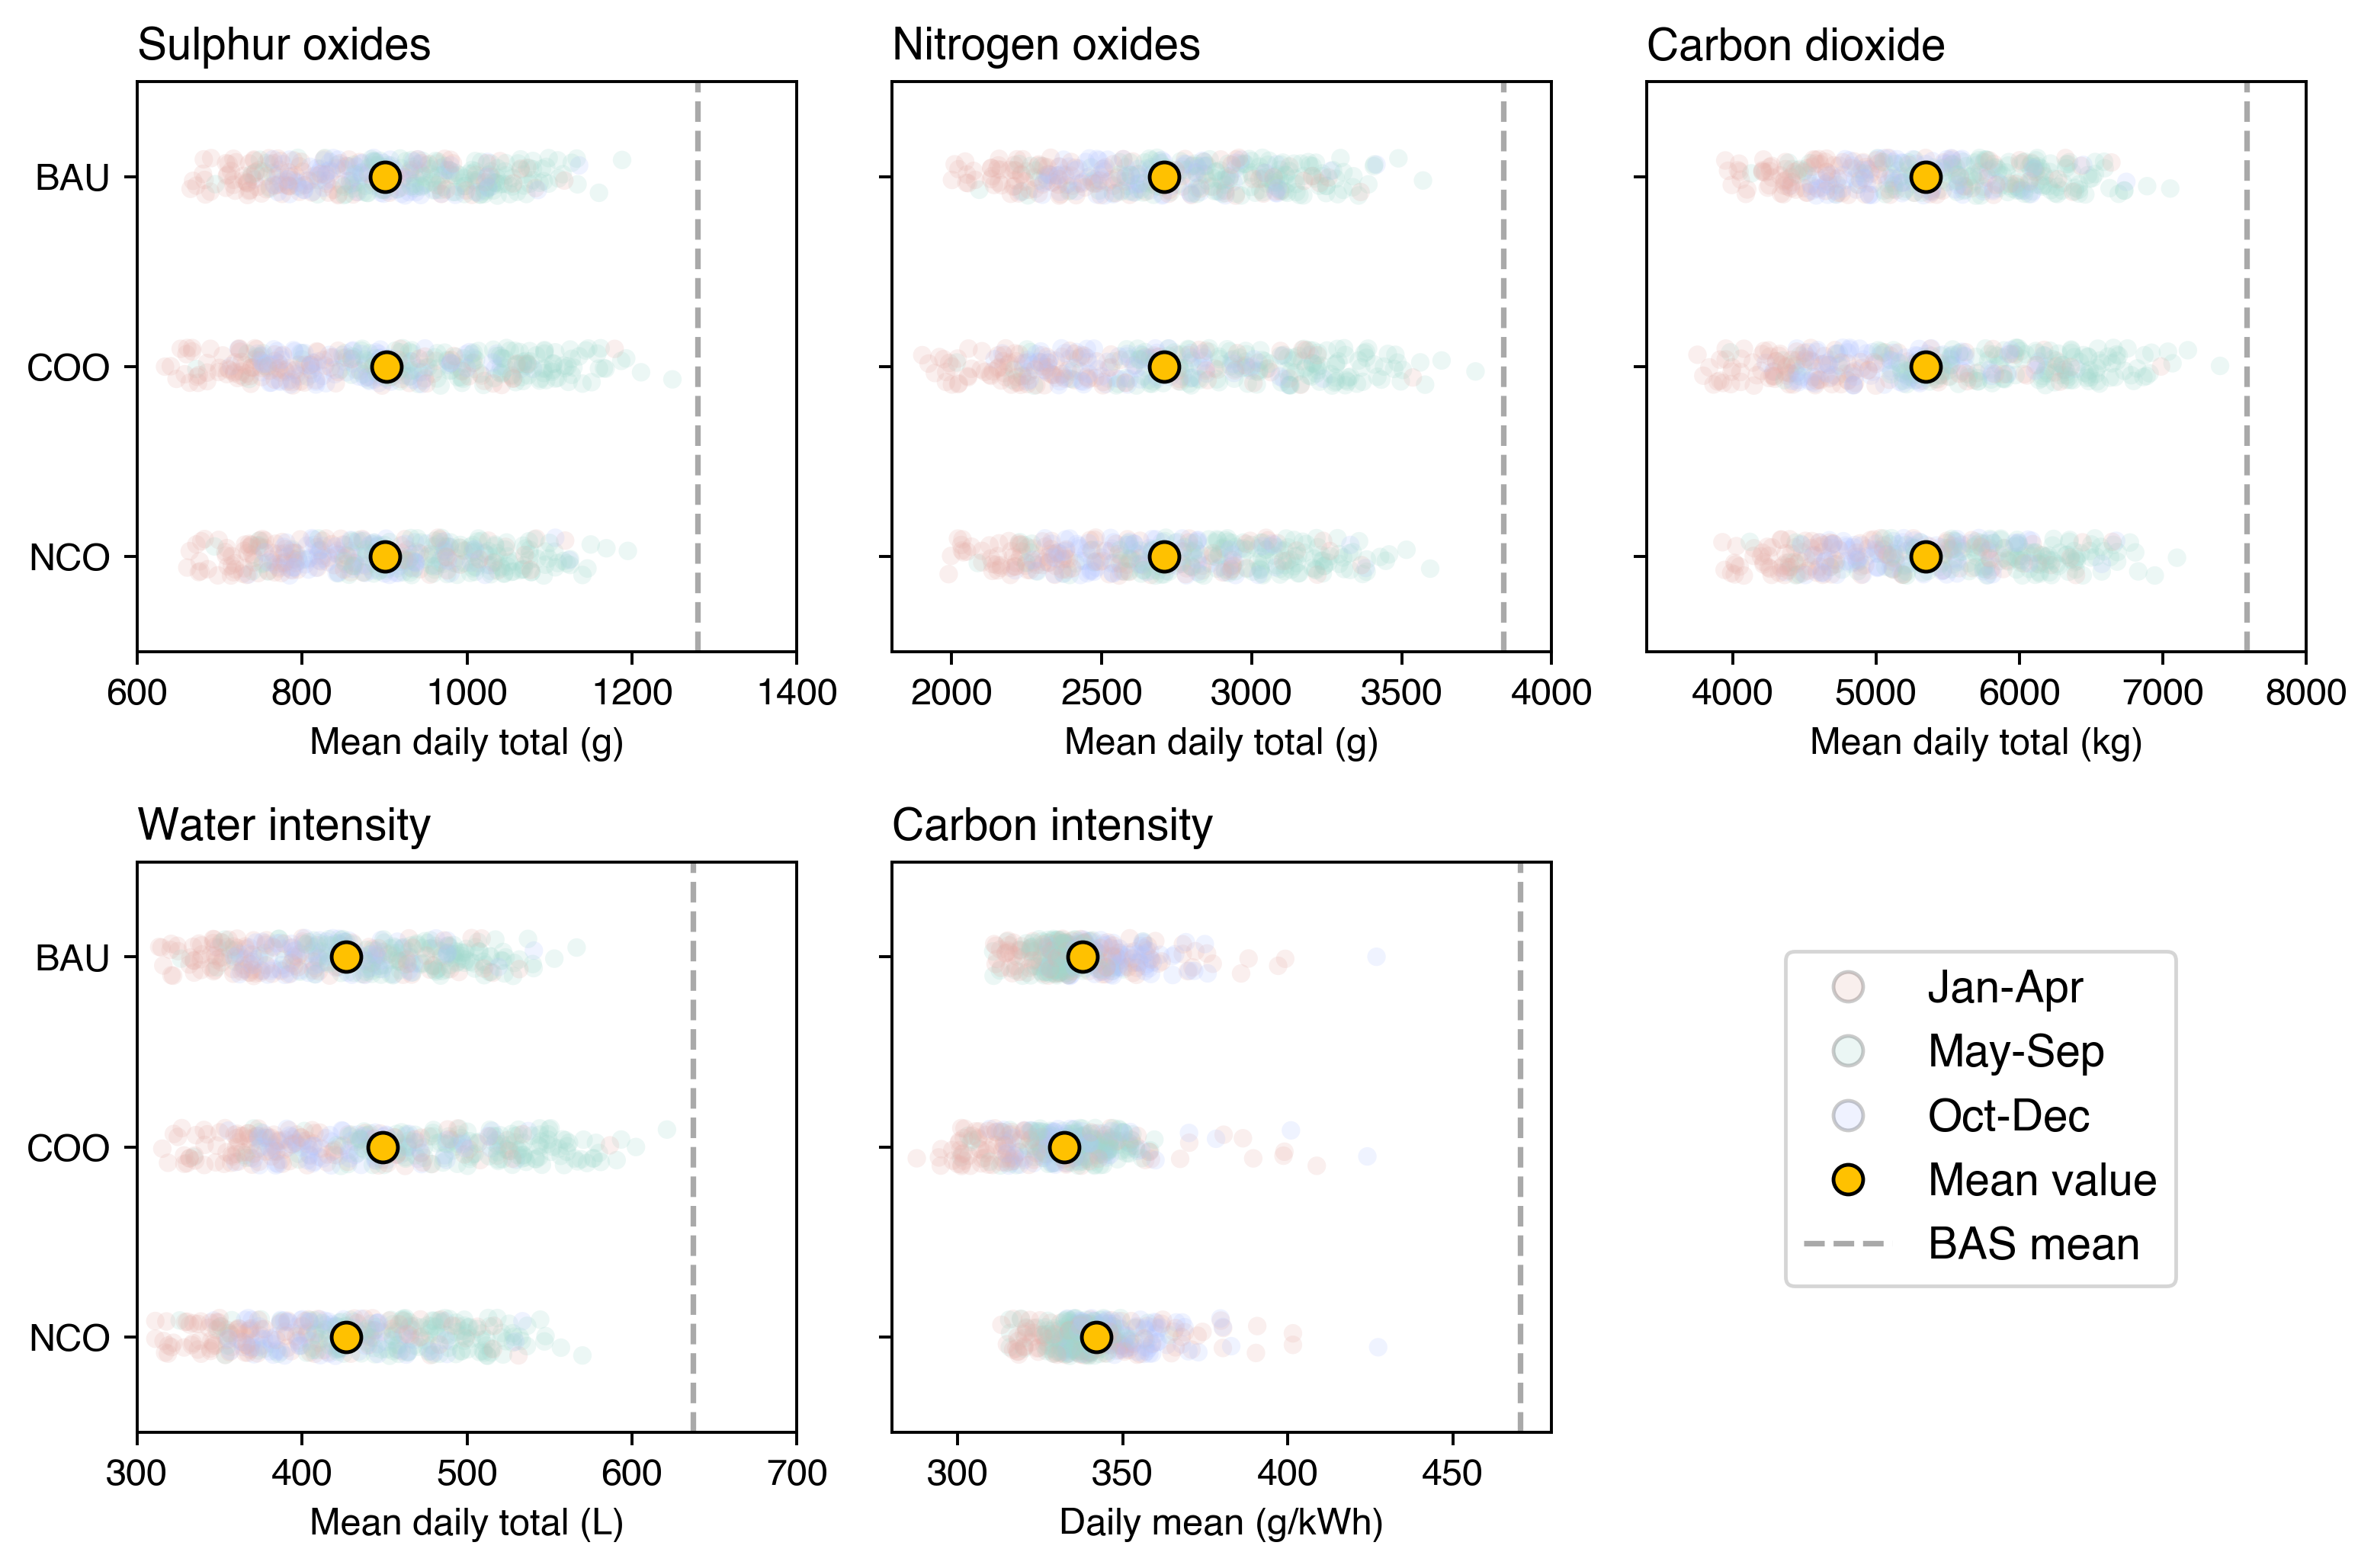 Sulphur oxides
Nitrogen oxides
Carbon dioxide
BAU
COO
NCO
600 800 1000 1200 1400
2000 2500 3000 3500 4000
4000 5000 6000 7000 8000
Mean daily total (g)
Mean daily total (g)
Mean daily total (kg)
Water intensity
Carbon intensity
BAU
COO
NCO
300 400 500 600 700
300 350 400 450
Mean daily total (L)
Daily mean (g/kWh)
Jan-Apr
May-Sep
Oct-Dec
Mean value
BAS mean